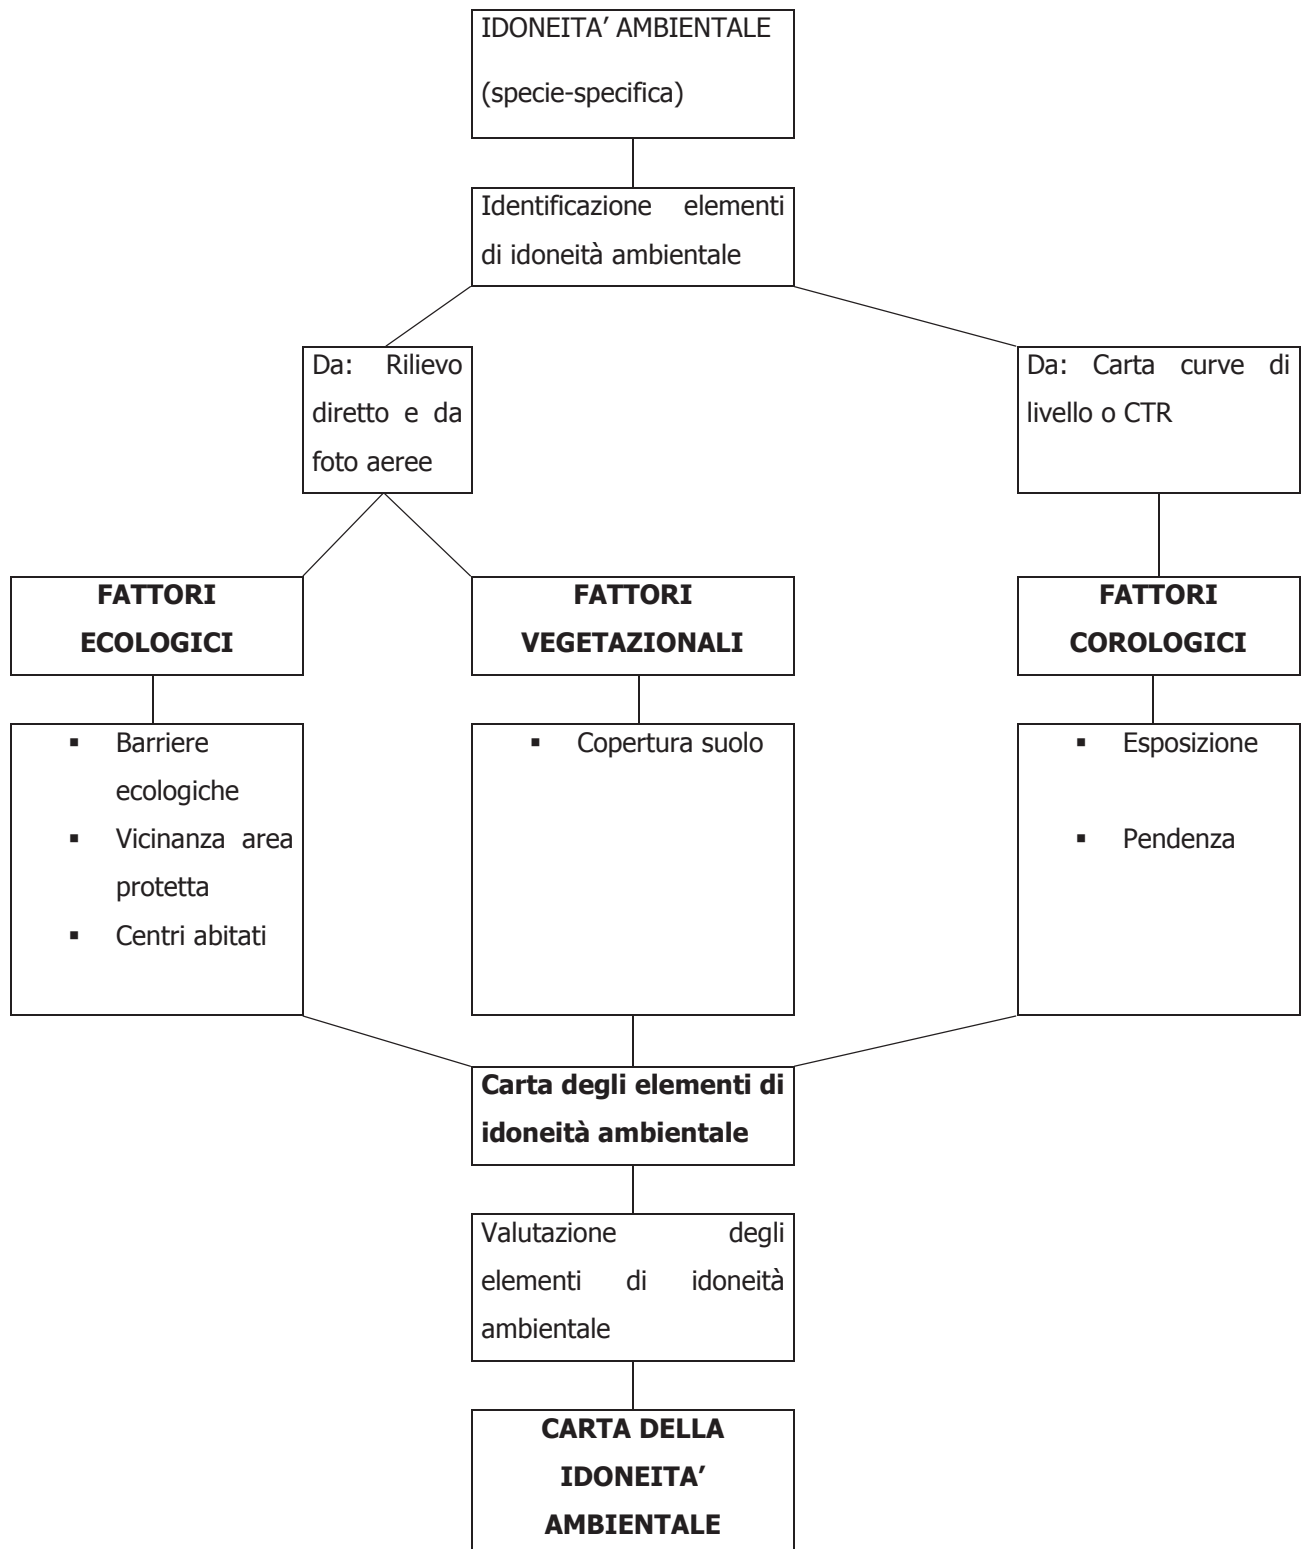 IDONEITA’ AMBIENTALE
(specie-specifica)
Identificazione elementi
di idoneità ambientale
Da: Rilievo
diretto e da
foto aeree
Da: Carta curve di
livello o CTR
FATTORI
ECOLOGICI
FATTORI
VEGETAZIONALI
FATTORI
COROLOGICI
▪ Barriere
ecologiche
▪ Vicinanza area
protetta
▪ Centri abitati
▪ Copertura suolo
▪ Esposizione
▪ Pendenza
Carta degli elementi di
idoneità ambientale
Valutazione degli
elementi di idoneità
ambientale
CARTA DELLA
IDONEITA’
AMBIENTALE